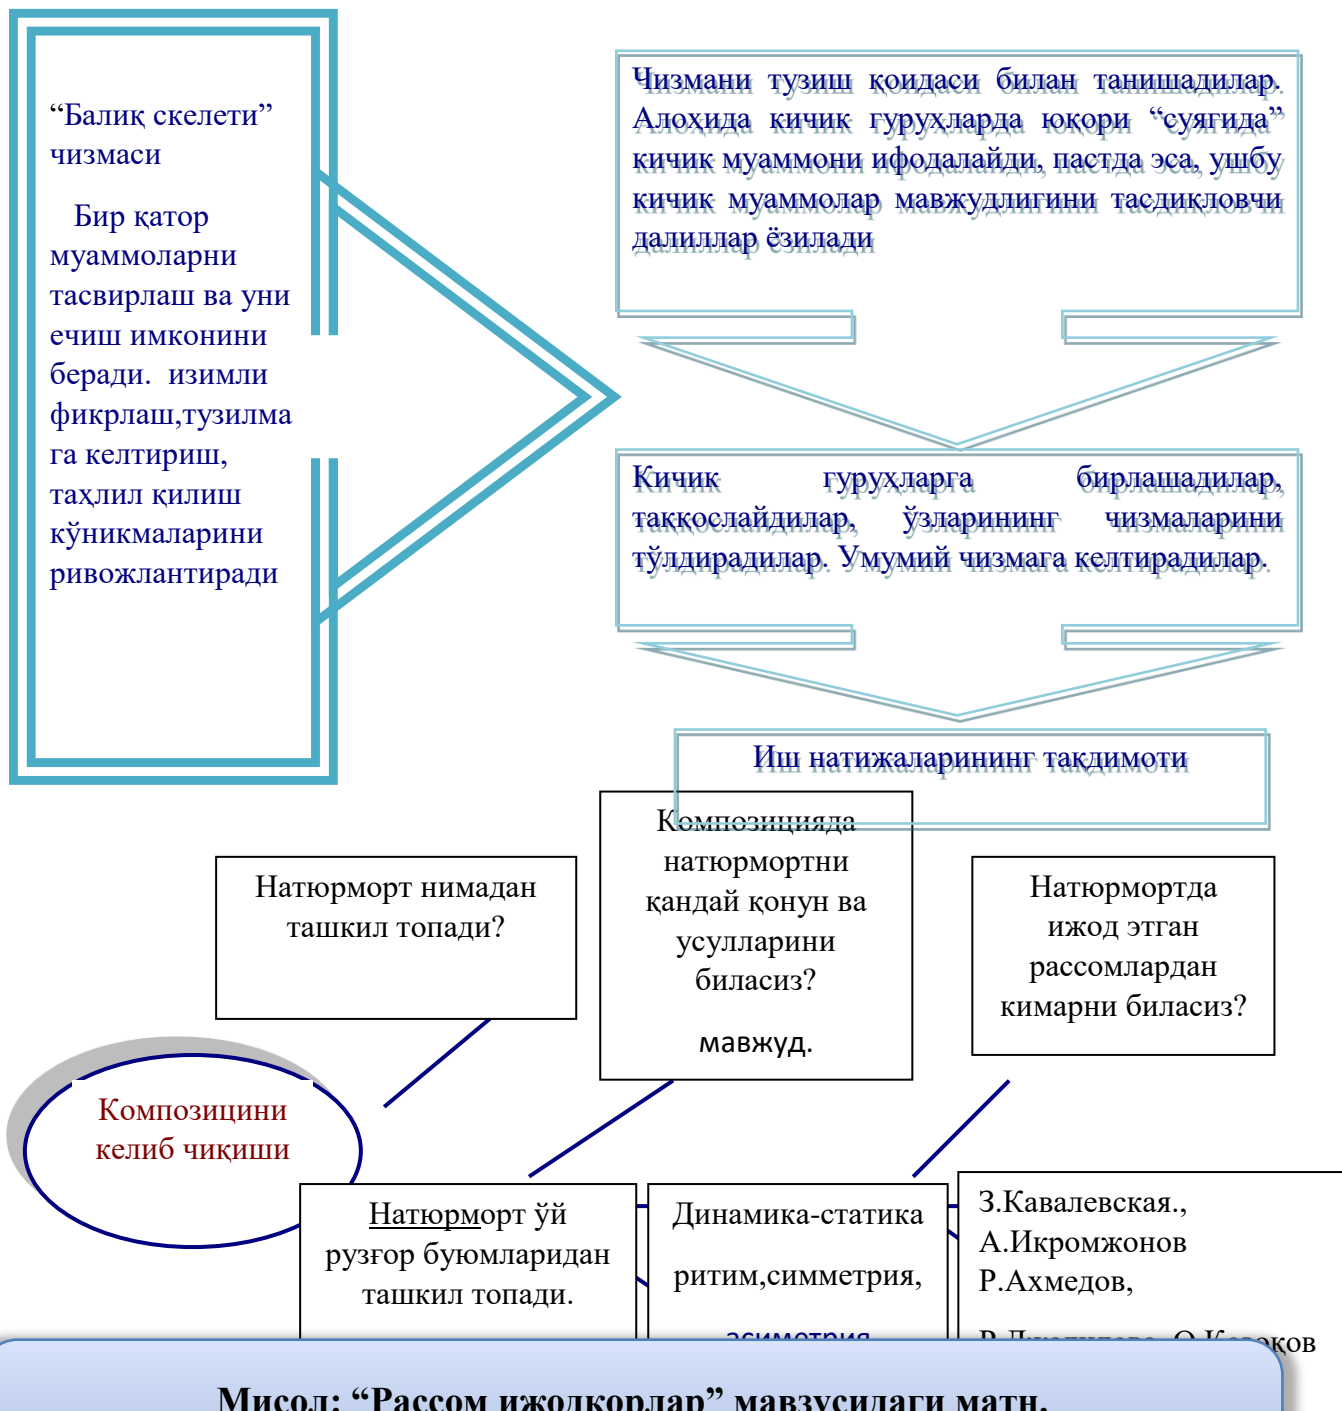 “Балиқ скелети”
чизмаси
Бир қатор
муаммоларни
тасвирлаш ва уни
ечиш имконини
беради. изимли
фикрлаш,тузилма
га келтириш,
таҳлил қилиш
кўникмаларини
ривожлантиради
Чизмани тузиш қоидаси билан танишадилар.
Алоҳида кичик гуруҳларда юқори “суягида”
кичик муаммони ифодалайди, пастда эса, ушбу
кичик муаммолар мавжудлигини тасдиқловчи
далиллар ёзилади
Кичик гуруҳларга бирлашадилар,
таққослайдилар, ўзларининг чизмаларини
тўлдирадилар. Умумий чизмага келтирадилар.
Иш натижаларининг тақдимоти
Натюрморт нимадан
ташкил топади?
Композицияда
натюрмортни
қандай қонун ва
усулларини
биласиз?
мавжуд.
Натюрмортда
ижод этган
рассомлардан
кимарни биласиз?
Композицини
келиб чиқиши
Натюрморт ўй
рузғор буюмларидан
ташкил топади.
Динамика-статика
ритим,симметрия,
асиметрия
З.Кавалевская.,
А.Икромжонов
Р.Ахмедов,
Мисол: “Рассом ижодкорлар” мавзусидаги матн.